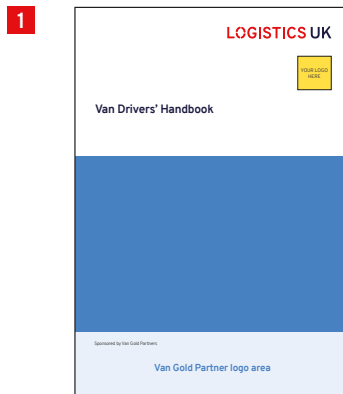 1
LOGISTICS UK
YOUR LOGO
HERE
Van Drivers' Handbook
Sponsored by Van Gold Partners
Van Gold Partner logo area